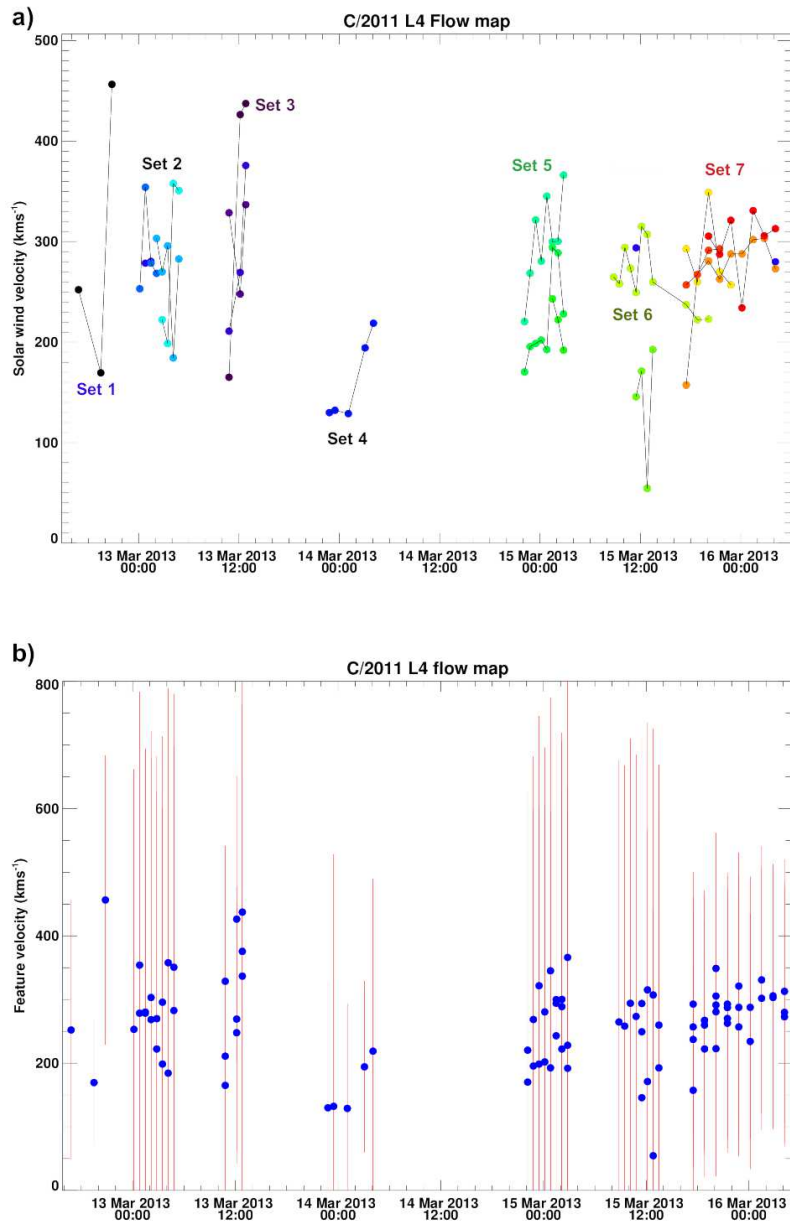 a)
C/2011 L4 Flow map
500
400
300
200
100
0
Solar wind velocity (kms⁻¹)
Set 1
Set 2
Set 3
Set 4
Set 5
Set 6
Set 7
13 Mar 2013 13 Mar 2013 14 Mar 2013 14 Mar 2013 15 Mar 2013 15 Mar 2013 16 Mar 2013
00:00 12:00 00:00 12:00 00:00 12:00 00:00
b)
C/2011 L4 flow map
800
600
400
200
0
Feature velocity (kms⁻¹)
13 Mar 2013 13 Mar 2013 14 Mar 2013 14 Mar 2013 15 Mar 2013 15 Mar 2013 16 Mar 2013
00:00 12:00 00:00 12:00 00:00 12:00 00:00